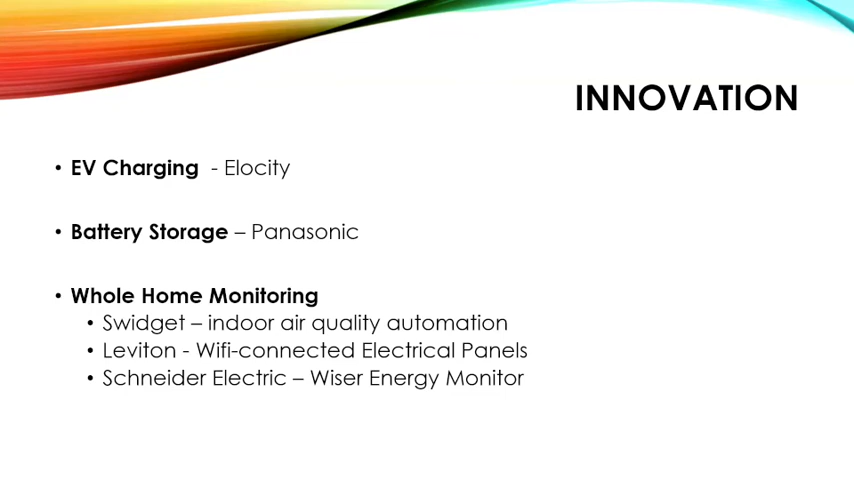 INNOVATION
• EV Charging - Elocity
• Battery Storage – Panasonic
• Whole Home Monitoring
• Swidget – indoor air quality automation
• Leviton - Wifi-connected Electrical Panels
• Schneider Electric – Wiser Energy Monitor